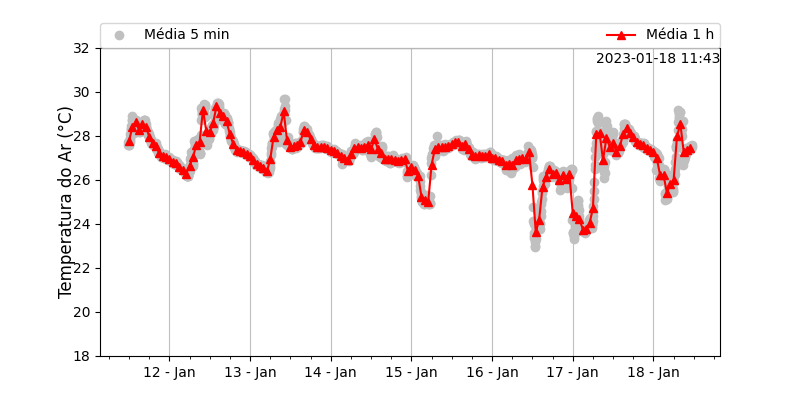 Média 5 min
Média 1 h
2023-01-18 11:43
Temperatura do Ar (°C)
32
30
28
26
24
22
20
18
12 - Jan
13 - Jan
14 - Jan
15 - Jan
16 - Jan
17 - Jan
18 - Jan